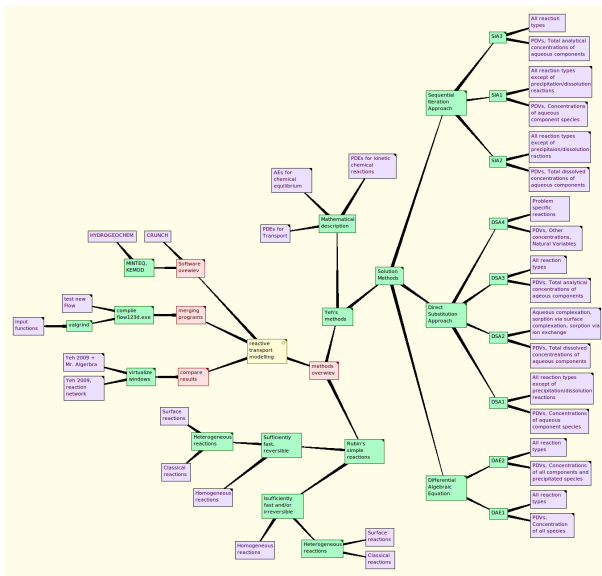 All reaction
types
SIA3
PDVs, Total analytical
concentrations of
aqueous components
All reaction types
except of
precipitation/dissolution
reactions
Sequential
Iteration
Approach
SIA1
PDVs, Concentrations
of aqueous
component species
All reaction types
except of
precipitaion/dissolution
ractions
SIA2
PDVs, Total dissolved
concentrations of
aqueous components
PDEs for kinetic
chemical
reactions
AEs for
chemical
equilibrium
Mathematical
description
PDEs for
Transport
Problem
specific
reactions
DSA4
PDVs, Other
concentrations,
Natural Variables
HYDROGEOCHEM
CRUNCH
MINTEQ,
KEMOD
Software
ovewiev
Solution
Methods
All reaction
types
DSA3
PDVs, Total analytical
concentrations of
aqeous components
test new
Flow
compile
flow123d.exe
merging
programs
Input
functions
valgrind
Yeh's
methods
Direct
Substitution
Approach
Aqueous complexation,
sorption via surface
complexation, sorption via
ion exchange
DSA2
PDVs, Total dissolved
concentrations of
aqueous components
reactive
transport
modelling
Yeh 2009 +
Mr. Algerbra
virtualize
windows
compare
results
methods
overwiev
Yeh 2009,
reaction
network
All reaction types
except of
precipitation/dissolution
reactions
DSA1
PDVs, Concentrations
of aqueous
component species
Surface
reactions
Heterogeneous
reactions
Sufficiently
fast,
reversible
Rubin's
simple
reactions
Classical
reactions
Homogeneous
reactions
All reaction
types
DAE2
PDVs, Concentrations
of all components and
precipitated species
Differential
Algebraic
Equation
All reaction
types
DAE1
PDVs,
Concentration
of all species
Isufficiently
fast and/or
irreversible
Homogeneous
reactions
Heterogeneous
reactions
Surface
reactions
Classical
reactions